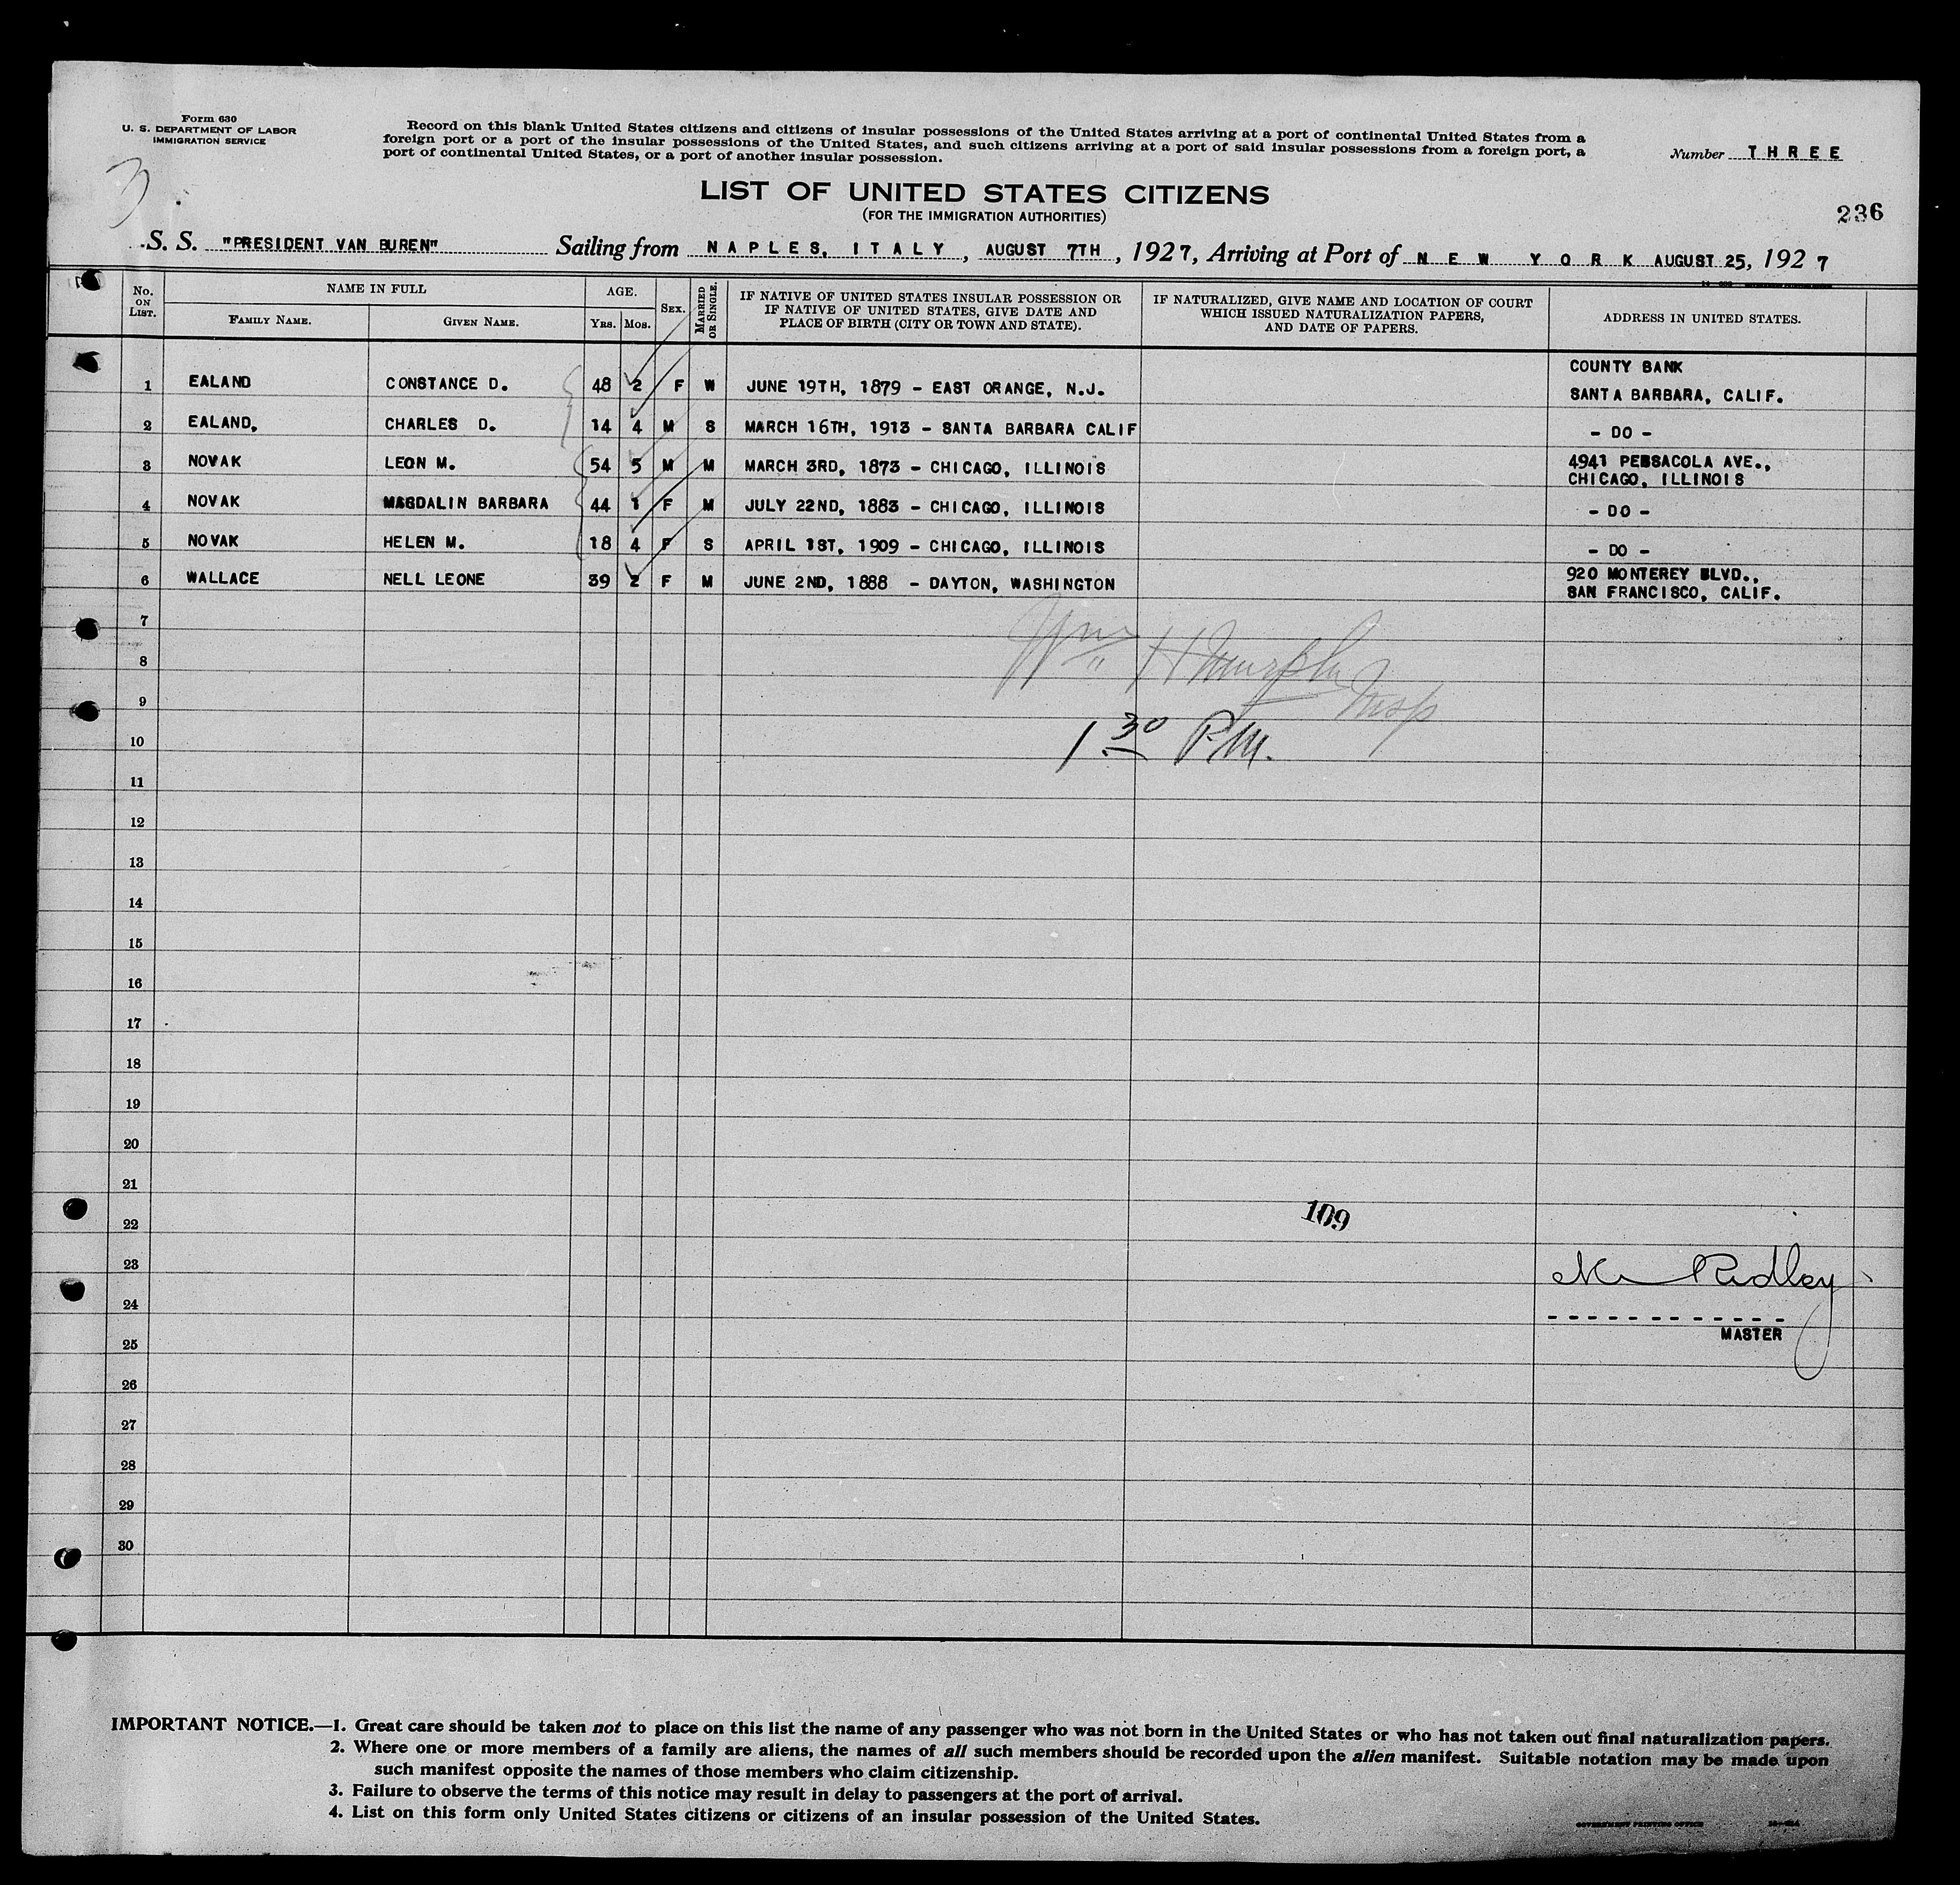 Form 630
U. S. DEPARTMENT OF LABOR
IMMIGRATION SERVICE
Record on this blank United States citizens and citizens of insular possessions of the United States arriving at a port of continental United States from a
foreign port or a port of the insular possessions of the United States, and such citizens arriving at a port of said insular possessions from a foreign port, a
port of continental United States, or a port of another insular possession.
Number THREE
3
LIST OF UNITED STATES CITIZENS
(FOR THE IMMIGRATION AUTHORITIES)
236
S. S. "PRESIDENT VAN BUREN" Sailing from NAPLES, ITALY, AUGUST 7TH, 1927, Arriving at Port of NEW YORK AUGUST 25, 1927
No. ON LIST. NAME IN FULL FAMILY NAME. GIVEN NAME. AGE. YRS. MOS. SEX. MARRIED OR SINGLE. IF NATIVE OF UNITED STATES INSULAR POSSESSION OR IF NATIVE OF UNITED STATES, GIVE DATE AND PLACE OF BIRTH (CITY OR TOWN AND STATE). IF NATURALIZED, GIVE NAME AND LOCATION OF COURT WHICH ISSUED NATURALIZATION PAPERS, AND DATE OF PAPERS. ADDRESS IN UNITED STATES.
1 EALAND CONSTANCE D. 48 2 F W JUNE 19TH, 1879 - EAST ORANGE, N.J. COUNTY BANK SANTA BARBARA, CALIF.
2 EALAND, CHARLES D. 14 4 M S MARCH 16TH, 1913 - SANTA BARBARA CALIF - DO -
3 NOVAK LEON M. 54 5 M M MARCH 3RD, 1873 - CHICAGO, ILLINOIS 4941 PENSACOLA AVE., CHICAGO, ILLINOIS
4 NOVAK MAGDALIN BARBARA 44 1 F M JULY 22ND, 1883 - CHICAGO, ILLINOIS - DO -
5 NOVAK HELEN M. 18 4 F S APRIL 1ST, 1909 - CHICAGO, ILLINOIS - DO -
6 WALLACE NELL LEONE 39 2 F M JUNE 2ND, 1888 - DAYTON, WASHINGTON 920 MONTEREY BLVD., SAN FRANCISCO, CALIF.
7
8 Wm H Murphy
9 Insp
10 1 30 P.M.
11
12
13
14
15
16
17
18
19
20
21
22 109
23 Ridley
24
25 MASTER
26
27
28
29
30
IMPORTANT NOTICE.—1. Great care should be taken not to place on this list the name of any passenger who was not born in the United States or who has not taken out final naturalization papers.
2. Where one or more members of a family are aliens, the names of all such members should be recorded upon the alien manifest. Suitable notation may be made upon
such manifest opposite the names of those members who claim citizenship.
3. Failure to observe the terms of this notice may result in delay to passengers at the port of arrival.
4. List on this form only United States citizens or citizens of an insular possession of the United States.
GOVERNMENT PRINTING OFFICE